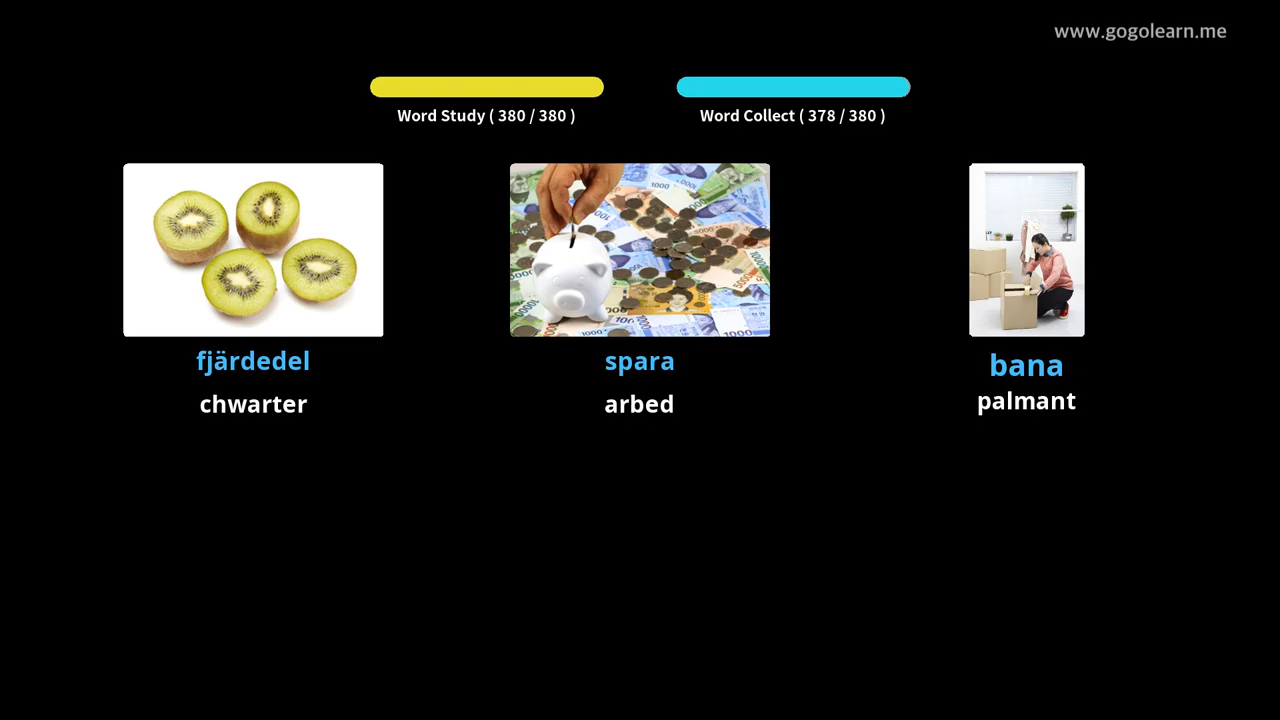 www.gogolearn.me
Word Study ( 380 / 380 )
Word Collect ( 378 / 380 )
fjärdedel
chwarter
spara
arbed
bana
palmant